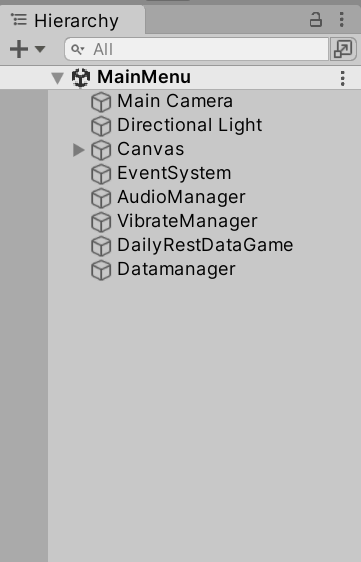 Hierarchy
All
MainMenu
Main Camera
Directional Light
Canvas
EventSystem
AudioManager
VibrateManager
DailyRestDataGame
Datamanager